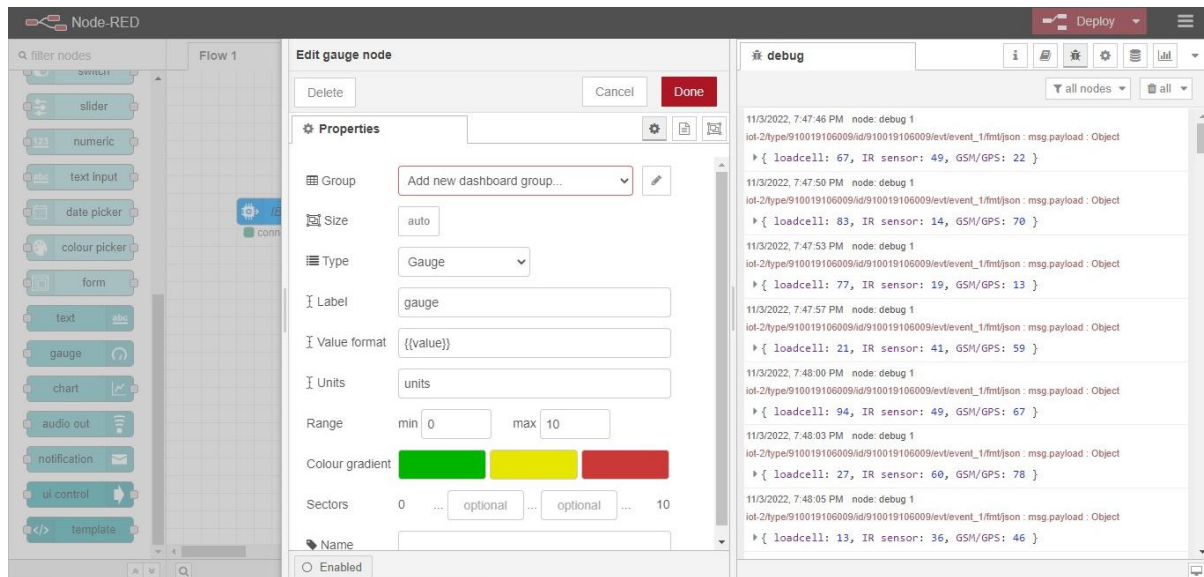 Node-RED
Deploy
filter nodes
switch
slider
numeric
text input
date picker
colour picker
form
text
gauge
chart
audio out
notification
ui control
template
Flow 1
IB
conn
Edit gauge node
Delete
Cancel
Done
Properties
Group
Add new dashboard group...
Size
auto
Type
Gauge
Label
gauge
Value format
{{value}}
Units
units
Range
min 0
max 10
Colour gradient
Sectors
0 ... optional ... optional ... 10
Name
Enabled
debug
all nodes
all
11/3/2022, 7:47:46 PM node: debug 1
iot-2/type/910019106009/id/910019106009/evt/event_1/fmt/json : msg.payload : Object
{ loadcell: 67, IR sensor: 49, GSM/GPS: 22 }
11/3/2022, 7:47:50 PM node: debug 1
iot-2/type/910019106009/id/910019106009/evt/event_1/fmt/json : msg.payload : Object
{ loadcell: 83, IR sensor: 14, GSM/GPS: 70 }
11/3/2022, 7:47:53 PM node: debug 1
iot-2/type/910019106009/id/910019106009/evt/event_1/fmt/json : msg.payload : Object
{ loadcell: 77, IR sensor: 19, GSM/GPS: 13 }
11/3/2022, 7:47:57 PM node: debug 1
iot-2/type/910019106009/id/910019106009/evt/event_1/fmt/json : msg.payload : Object
{ loadcell: 21, IR sensor: 41, GSM/GPS: 59 }
11/3/2022, 7:48:00 PM node: debug 1
iot-2/type/910019106009/id/910019106009/evt/event_1/fmt/json : msg.payload : Object
{ loadcell: 94, IR sensor: 49, GSM/GPS: 67 }
11/3/2022, 7:48:03 PM node: debug 1
iot-2/type/910019106009/id/910019106009/evt/event_1/fmt/json : msg.payload : Object
{ loadcell: 27, IR sensor: 60, GSM/GPS: 78 }
11/3/2022, 7:48:05 PM node: debug 1
iot-2/type/910019106009/id/910019106009/evt/event_1/fmt/json : msg.payload : Object
{ loadcell: 13, IR sensor: 36, GSM/GPS: 46 }